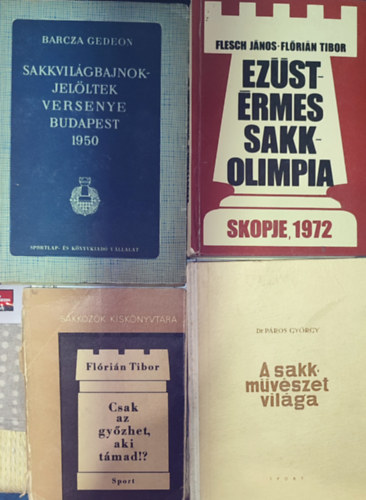 BARCZA GEDEON
SAKKVILÁGBAJNOK-
JELÖLTEK
VERSENYE
BUDAPEST
1950
SPORTLAP- ÉS KÖNYVKIADÓ VÁLLALAT
FLESCH JÁNOS · FLÓRIÁN TIBOR
EZÜST-
ÉRMES
SAKK-
OLIMPIA
SKOPJE, 1972
SAKKOZÓK KISKÖNYVTÁRA
Flórián Tibor
Csak
az
győzhet,
aki
támad!?
Sport
Dr PÁROS GYÖRGY
A sakk-
művészet
világa
SPORT